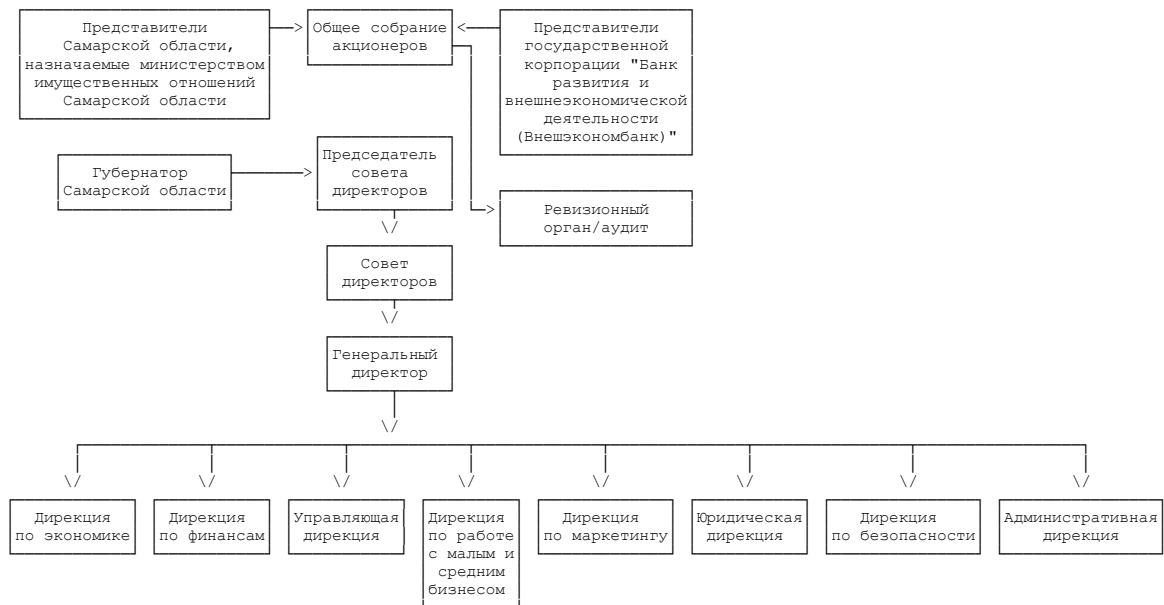 Представители
Самарской области,
назначаемые министерством
имущественных отношений
Самарской области
Общее собрание
акционеров
Представители
государственной
корпорации "Банк
развития и
внешнеэкономической
деятельности
(Внешэкономбанк)"
Губернатор
Самарской области
Председатель
совета
директоров
Ревизионный
орган/аудит
Совет
директоров
Генеральный
директор
Дирекция
по экономике
Дирекция
по финансам
Управляющая
дирекция
Дирекция
по работе
с малым и
средним
бизнесом
Дирекция
по маркетингу
Юридическая
дирекция
Дирекция
по безопасности
Административная
дирекция